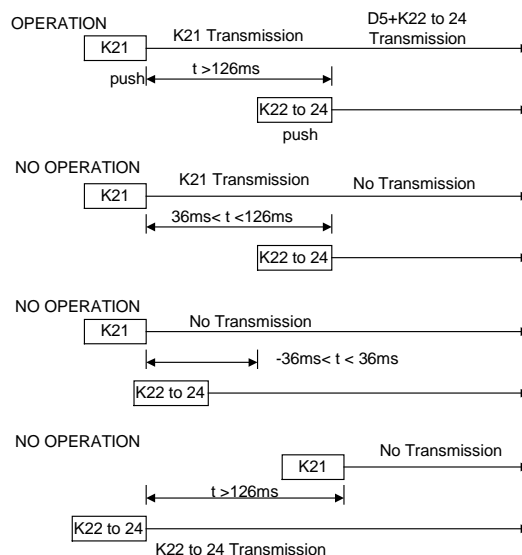 OPERATION
D5+K22 to 24
K21 Transmission
Transmission
K21
push
t >126ms
K22 to 24
push
NO OPERATION
K21 Transmission
No Transmission
K21
36ms< t <126ms
K22 to 24
NO OPERATION
K21
No Transmission
-36ms< t < 36ms
K22 to 24
NO OPERATION
No Transmission
K21
t >126ms
K22 to 24
K22 to 24 Transmission